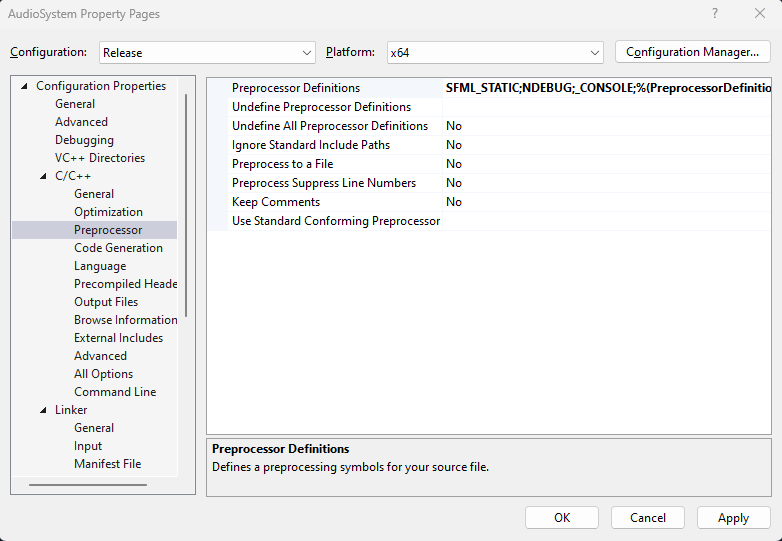 AudioSystem Property Pages ? ×
Configuration: Release Platform: x64 Configuration Manager...
Configuration Properties
General
Advanced
Debugging
VC++ Directories
C/C++
General
Optimization
Preprocessor
Code Generation
Language
Precompiled Heade
Output Files
Browse Information
External Includes
Advanced
All Options
Command Line
Linker
General
Input
Manifest File
Preprocessor Definitions SFML_STATIC;NDEBUG;_CONSOLE;%(PreprocessorDefinitio
Undefine Preprocessor Definitions
Undefine All Preprocessor Definitions No
Ignore Standard Include Paths No
Preprocess to a File No
Preprocess Suppress Line Numbers No
Keep Comments No
Use Standard Conforming Preprocessor
Preprocessor Definitions
Defines a preprocessing symbols for your source file.
OK Cancel Apply